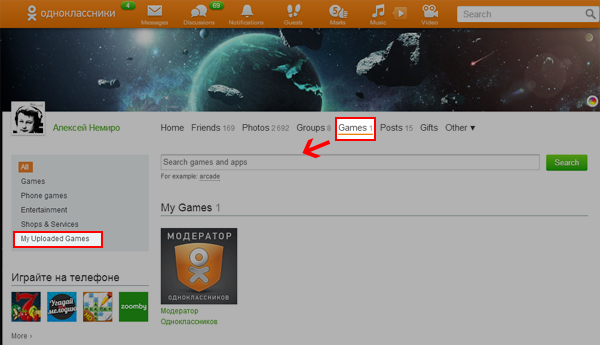 одноклассники
4
Messages
69
Discussions
Notifications
Guests
Marks
Music
Video
Search
Алексей Немиро
Home Friends 169 Photos 2 692 Groups 8 Games 1 Posts 15 Gifts Other ▾
All
Games
Phone games
Entertainment
Shops & Services
My Uploaded Games
Search games and apps
Search
For example: arcade
My Games 1
МОДЕРАТОР
ОДНОКЛАССНИКОВ
Модератор
Одноклассников
Играйте на телефоне
Угадай
мелодию
zoomby
More ›